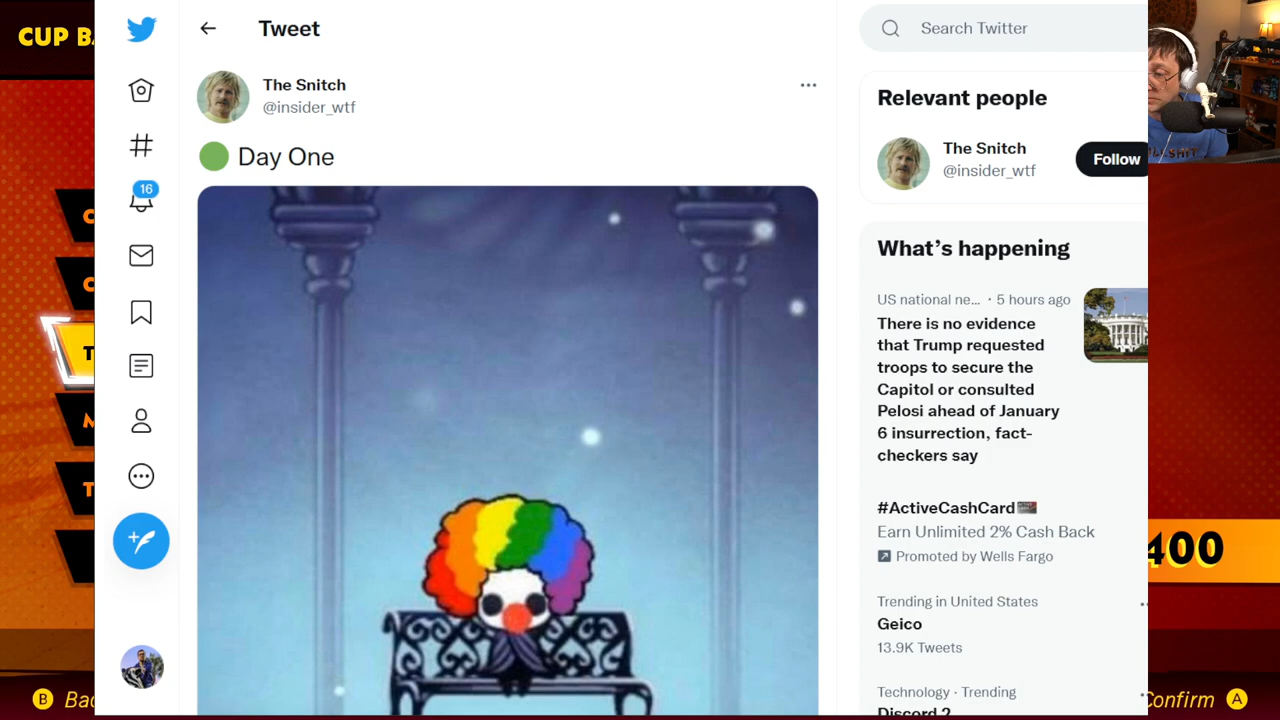 CUP BA
Tweet
Search Twitter
The Snitch
@insider_wtf
Day One
16
Relevant people
The Snitch
@insider_wtf
Follow
What's happening
US national ne... · 5 hours ago
There is no evidence
that Trump requested
troops to secure the
Capitol or consulted
Pelosi ahead of January
6 insurrection, fact-
checkers say
#ActiveCashCard
Earn Unlimited 2% Cash Back
Promoted by Wells Fargo
Trending in United States
Geico
13.9K Tweets
Technology · Trending
Discord 2
C
C
T
M
T
400
B Bac
Confirm A